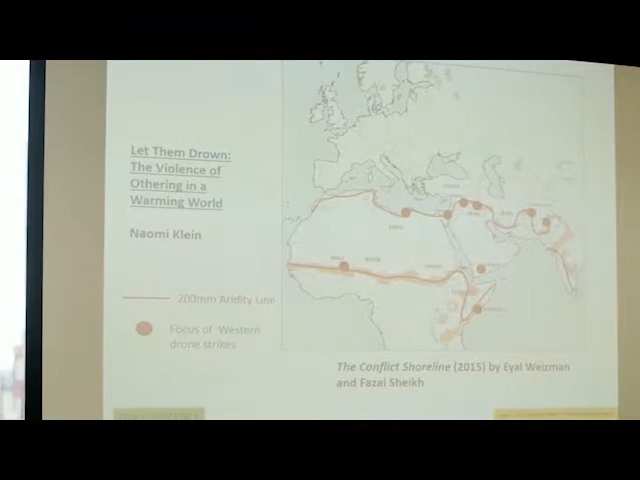 Let Them Drown:
The Violence of
Othering in a
Warming World
Naomi Klein
200mm Aridity Line
Focus of Western
drone strikes
MALI
The Conflict Shoreline (2015) by Eyal Weizman
and Fazal Sheikh